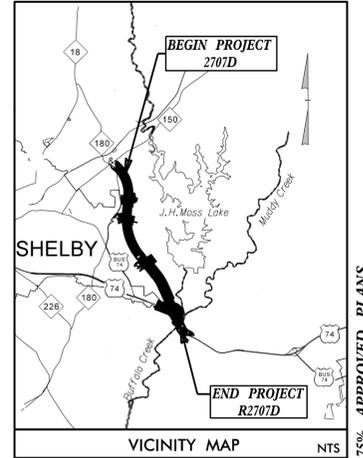 BEGIN PROJECT
2707D
18
150
180
J.H. Moss Lake
Muddy Creek
SHELBY
BUS
74
74
226
180
74
BUS
74
Buffalo Creek
END PROJECT
R2707D
VICINITY MAP
NTS
75% APPROVED PLANS